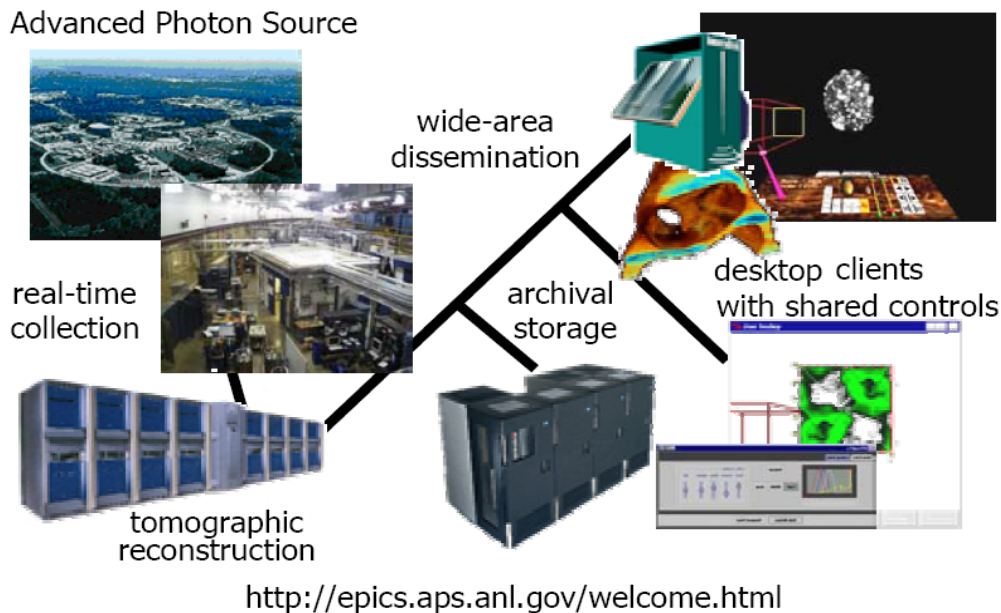 Advanced Photon Source
wide-area
dissemination
real-time
collection
archival
storage
desktop clients
with shared controls
tomographic
reconstruction
http://epics.aps.anl.gov/welcome.html